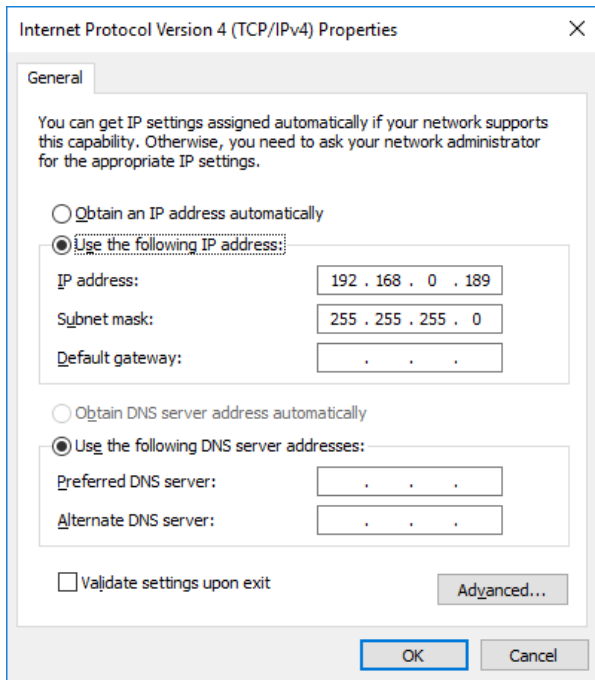 Internet Protocol Version 4 (TCP/IPv4) Properties
General
You can get IP settings assigned automatically if your network supports
this capability. Otherwise, you need to ask your network administrator
for the appropriate IP settings.
Obtain an IP address automatically
Use the following IP address:
IP address: 192 . 168 . 0 . 189
Subnet mask: 255 . 255 . 255 . 0
Default gateway: . . .
Obtain DNS server address automatically
Use the following DNS server addresses:
Preferred DNS server: . . .
Alternate DNS server: . . .
Validate settings upon exit
Advanced...
OK Cancel